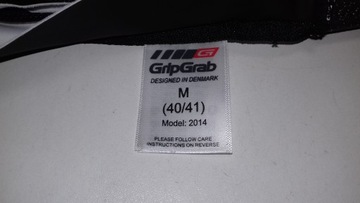 G
GripGrab
DESIGNED IN DENMARK
M
(40/41)
Model: 2014
PLEASE FOLLOW CARE
INSTRUCTIONS ON REVERSE